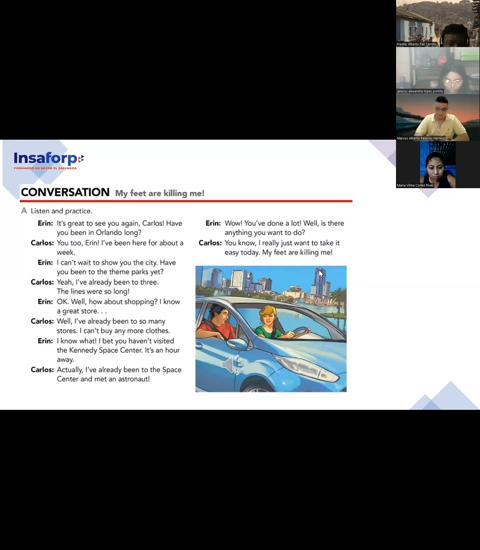 Insaforp
CONVERSATION My feet are killing me!
A Listen and practice.
Erin: It's great to see you again, Carlos! Have
you been in Orlando long?
Carlos: You too, Erin! I've been here for about a
week.
Erin: I can't wait to show you the city. Have
you been to the theme parks yet?
Carlos: Yeah, I've already been to three.
The lines were so long!
Erin: OK. Well, how about shopping? I know
a great store. . .
Carlos: Well, I've already been to so many
stores. I can't buy any more clothes.
Erin: I know what! I bet you haven't visited
the Kennedy Space Center. It's an hour
away.
Carlos: Actually, I've already been to the Space
Center and met an astronaut!
Erin: Wow! You've done a lot! Well, is there
anything you want to do?
Carlos: You know, I really just want to take it
easy today. My feet are killing me!